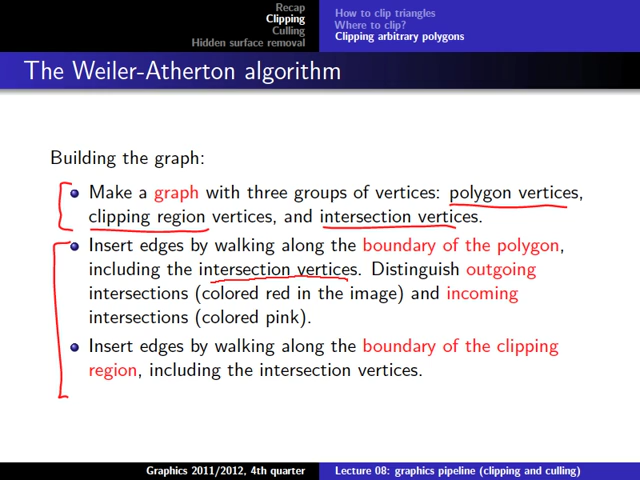 Recap
Clipping
Culling
Hidden surface removal
How to clip triangles
Where to clip?
Clipping arbitrary polygons
The Weiler-Atherton algorithm
Building the graph:
Make a graph with three groups of vertices: polygon vertices,
clipping region vertices, and intersection vertices.
Insert edges by walking along the boundary of the polygon,
including the intersection vertices. Distinguish outgoing
intersections (colored red in the image) and incoming
intersections (colored pink).
Insert edges by walking along the boundary of the clipping
region, including the intersection vertices.
Graphics 2011/2012, 4th quarter
Lecture 08: graphics pipeline (clipping and culling)